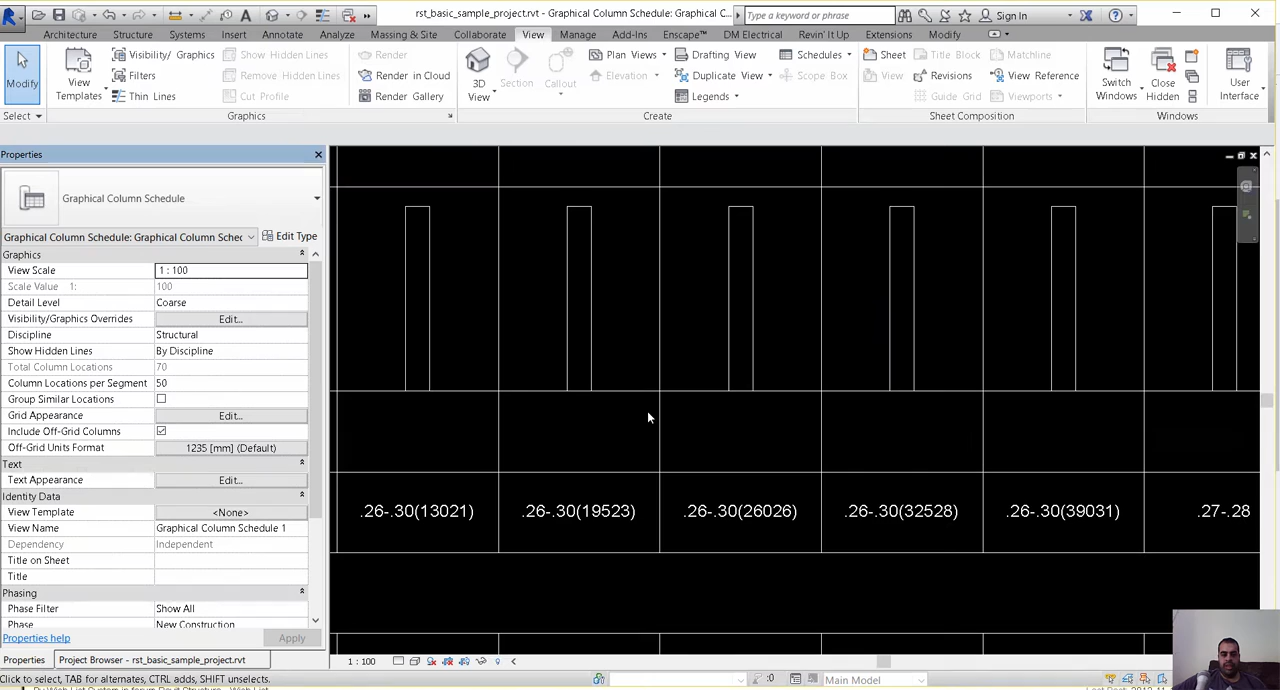 rst_basic_sample_project.rvt - Graphical Column Schedule: Graphical C...
Type a keyword or phrase
Sign In
Architecture Structure Systems Insert Annotate Analyze Massing & Site Collaborate View Manage Add-Ins Enscape™ DM Electrical Revin' It Up Extensions Modify
Modify
View Templates
Visibility/ Graphics
Filters
Thin Lines
Show Hidden Lines
Remove Hidden Lines
Cut Profile
Render
Render in Cloud
Render Gallery
3D View
Section
Callout
Plan Views
Elevation
Drafting View
Duplicate View
Legends
Schedules
Scope Box
Sheet
View
Title Block
Revisions
Guide Grid
Matchline
View Reference
Viewports
Switch Windows
Close Hidden
User Interface
Select
Graphics
Create
Sheet Composition
Windows
Properties
Graphical Column Schedule
Graphical Column Schedule: Graphical Column Schec
Edit Type
Graphics
View Scale 1 : 100
Scale Value 1: 100
Detail Level Coarse
Visibility/Graphics Overrides Edit...
Discipline Structural
Show Hidden Lines By Discipline
Total Column Locations 70
Column Locations per Segment 50
Group Similar Locations
Grid Appearance Edit...
Include Off-Grid Columns
Off-Grid Units Format 1235 [mm] (Default)
Text
Text Appearance Edit...
Identity Data
View Template <None>
View Name Graphical Column Schedule 1
Dependency Independent
Title on Sheet
Title
Phasing
Phase Filter Show All
Phase New Construction
Properties help
Apply
Properties
Project Browser - rst_basic_sample_project.rvt
.26-.30(13021) .26-.30(19523) .26-.30(26026) .26-.30(32528) .26-.30(39031) .27-.28
1 : 100
Click to select, TAB for alternates, CTRL adds, SHIFT unselects.
:0
Main Model